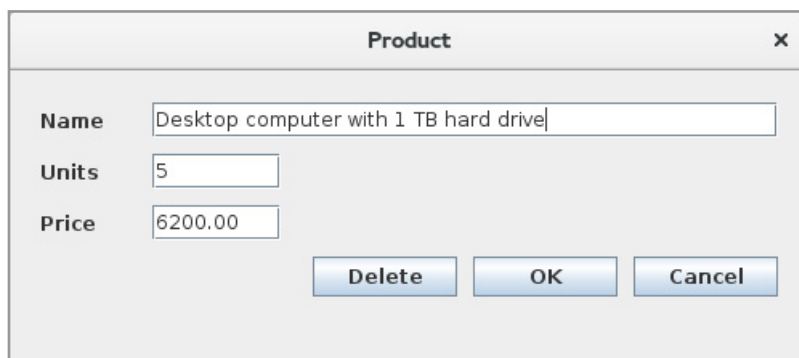 Product ×
Name Desktop computer with 1 TB hard drive
Units 5
Price 6200.00
Delete OK Cancel